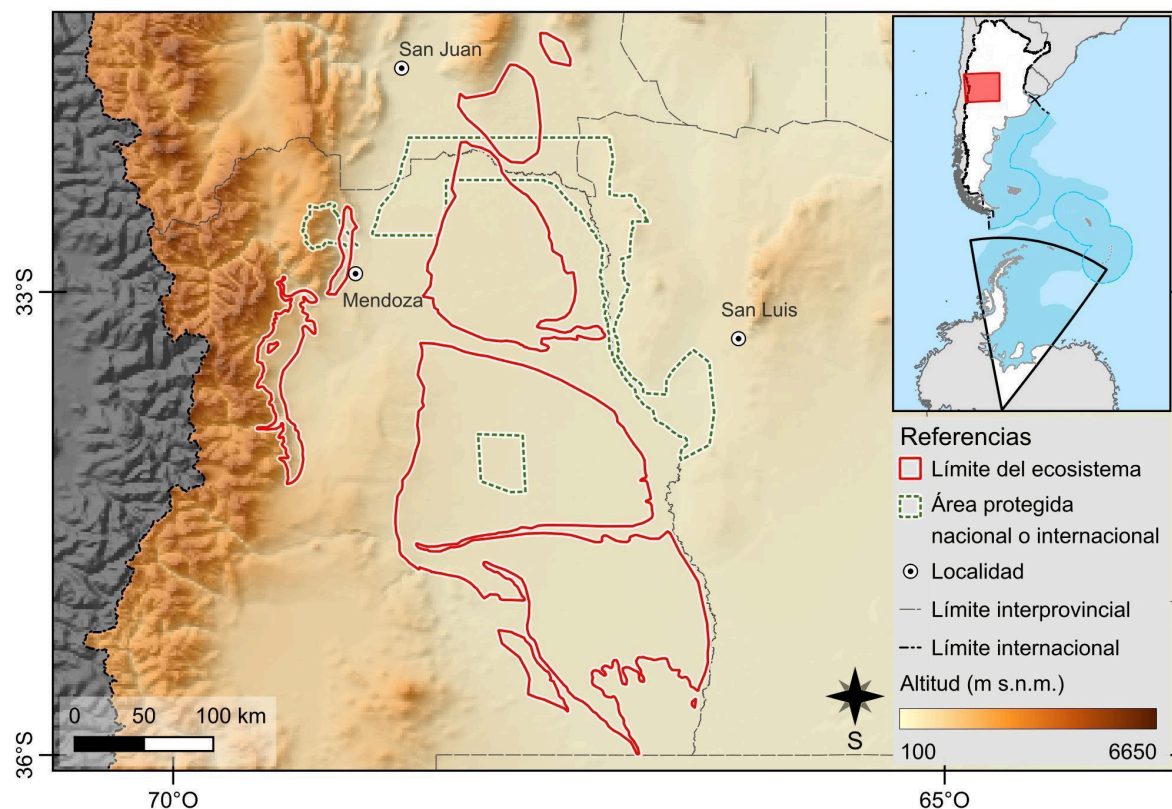 San Juan
Mendoza
San Luis
33°S
36°S
70°O
65°O
0 50 100 km
S
Referencias
Límite del ecosistema
Área protegida
nacional o internacional
Localidad
Límite interprovincial
Límite internacional
Altitud (m s.n.m.)
100 6650